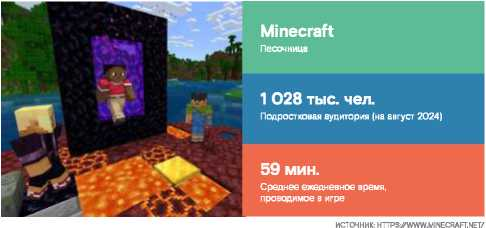 Minecraft
Песочница
1 028 тыс. чел.
Подростковая аудитория (на август 2024)
59 мин.
Среднее ежедневное время,
проводимое в игре
ИСТОЧНИК: HTTPS://WWW.MINECRAFT.NET/